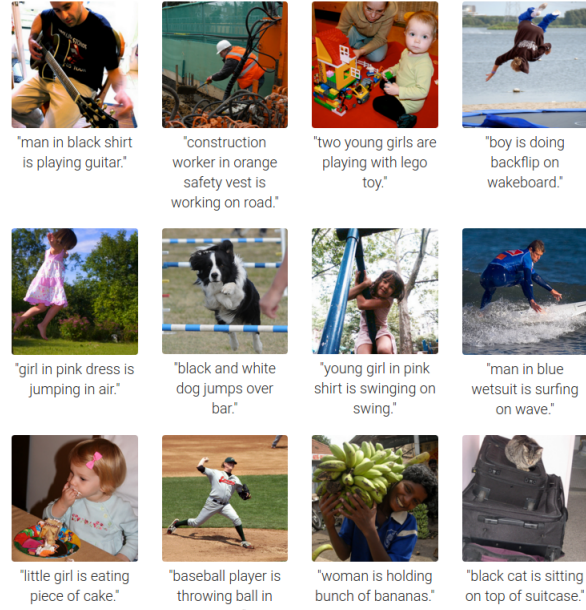 "man in black shirt
is playing guitar."
"construction
worker in orange
safety vest is
working on road."
"two young girls are
playing with lego
toy."
"boy is doing
backflip on
wakeboard."
"girl in pink dress is
jumping in air."
"black and white
dog jumps over
bar."
"young girl in pink
shirt is swinging on
swing."
"man in blue
wetsuit is surfing
on wave."
"little girl is eating
piece of cake."
"baseball player is
throwing ball in
"woman is holding
bunch of bananas."
"black cat is sitting
on top of suitcase."